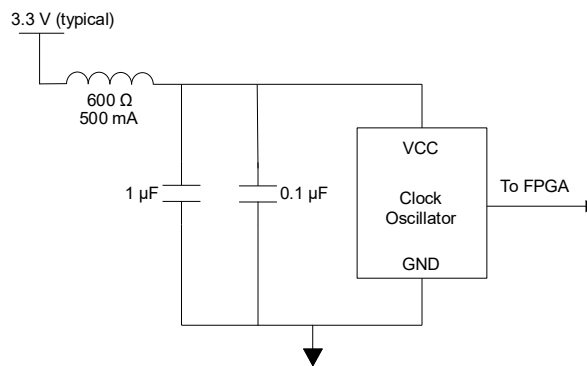 3.3 V (typical)
600 Ω
500 mA
1 µF
0.1 µF
VCC
Clock
Oscillator
GND
To FPGA